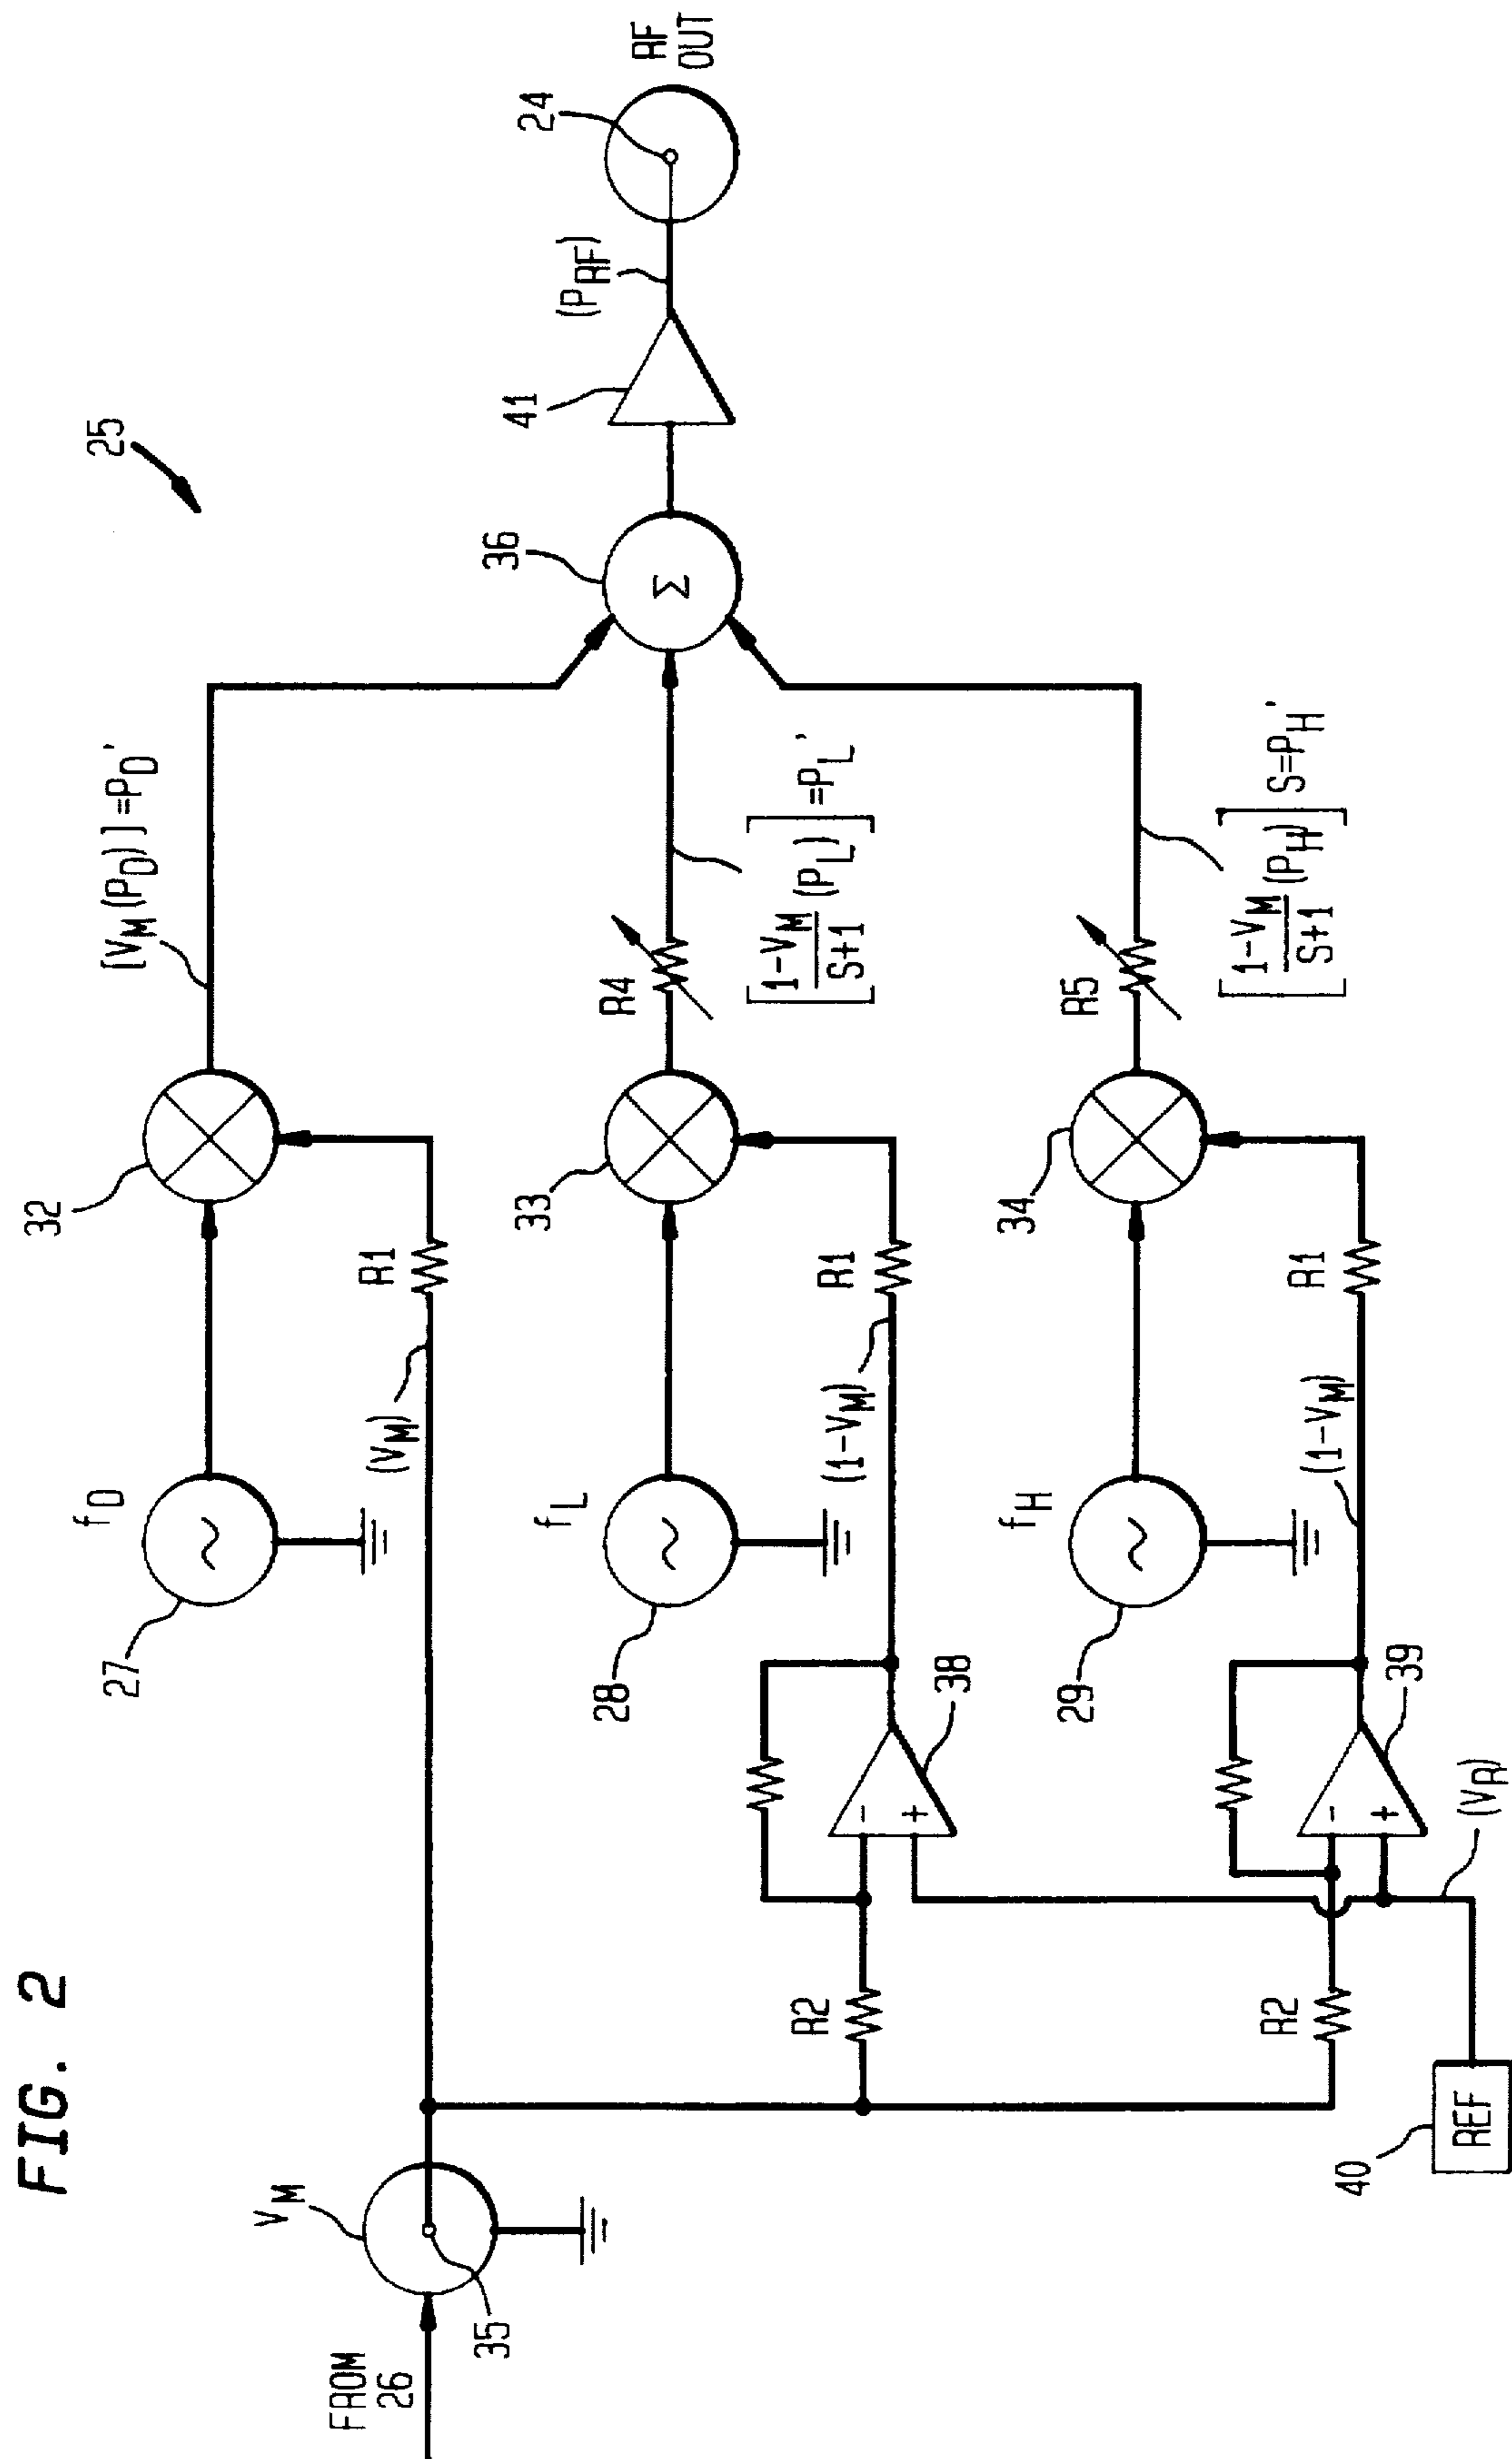 FIG. 2
25
FROM
26
35
V_M
27
f_D
32
(V_M)
R1
[V_M(P_D)]=P_D'
28
f_L
33
(1-V_M)
R1
R4
[1-V_M/S+1 (P_L)]=P_L'
36
Σ
41
(P_RF)
24
RF
OUT
R2
-
+
38
29
f_H
34
(1-V_M)
R1
R5
[1-V_M/S+1 (P_H)] S=P_H'
R2
-
+
39
(V_R)
40
REF